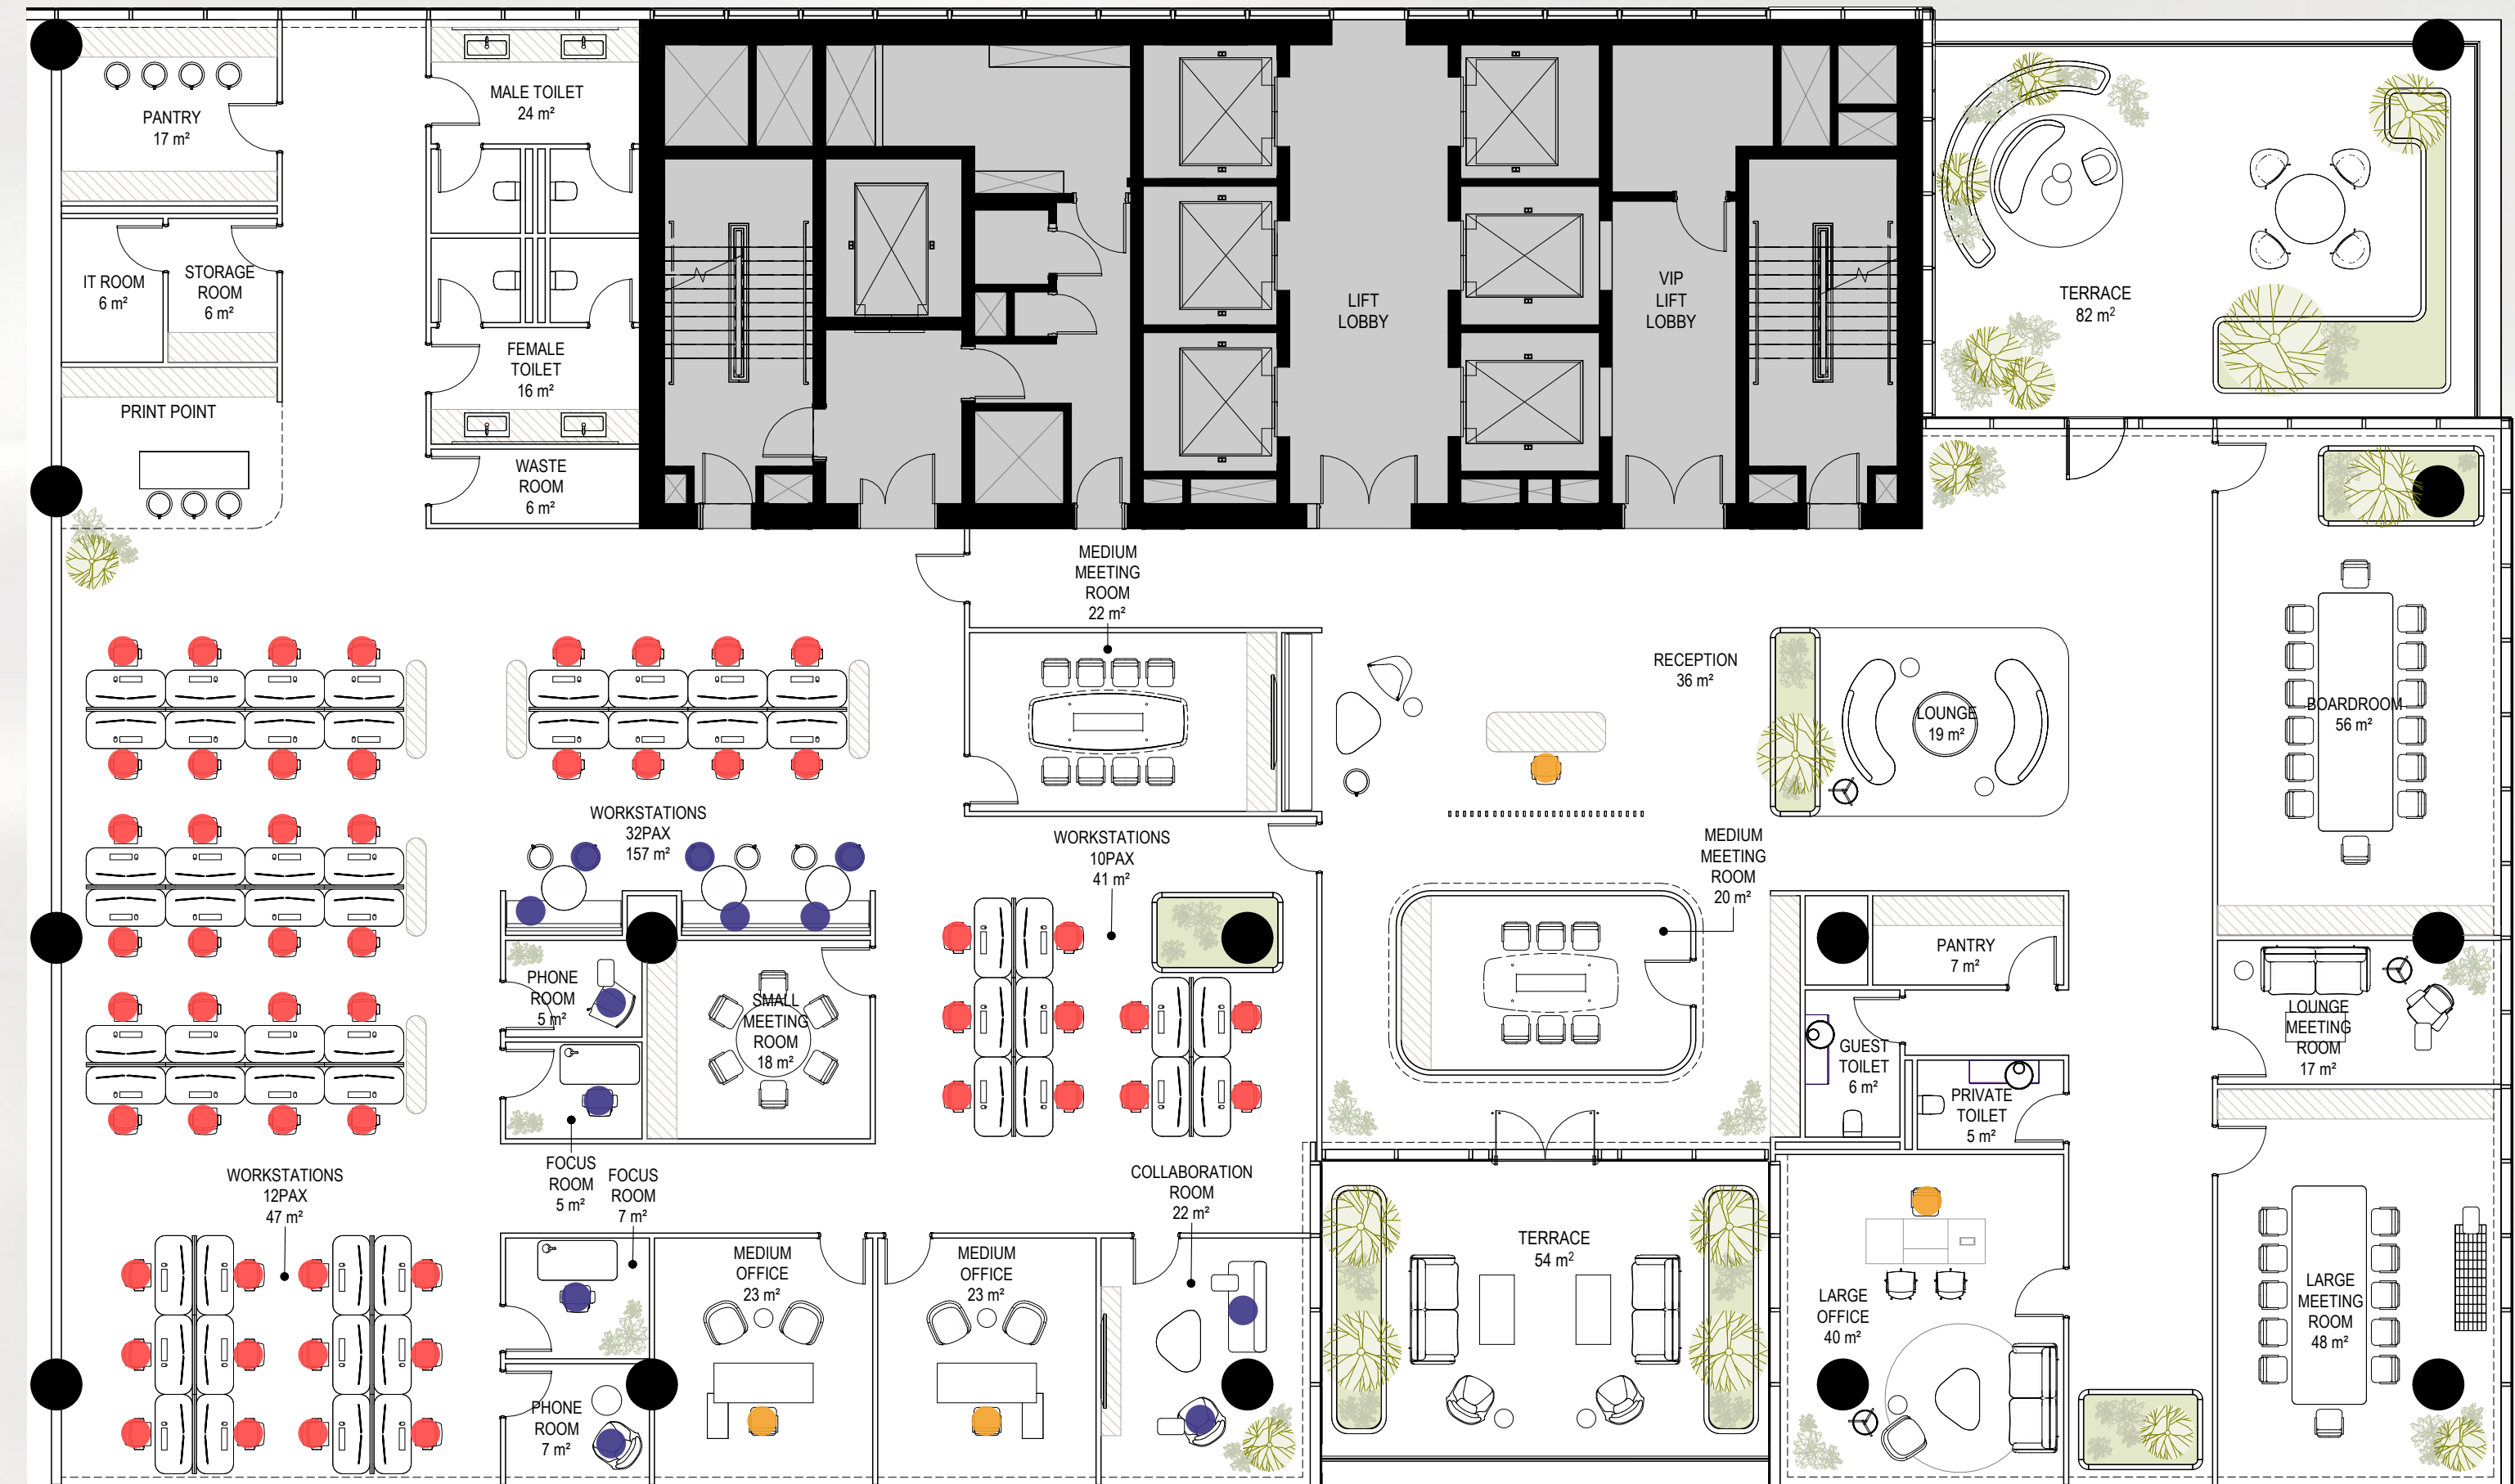 MALE TOILET
24 m²
PANTRY
17 m²
IT ROOM
6 m²
STORAGE
ROOM
6 m²
LIFT
LOBBY
VIP
LIFT
LOBBY
TERRACE
82 m²
FEMALE
TOILET
16 m²
PRINT POINT
WASTE
ROOM
6 m²
MEDIUM
MEETING
ROOM
22 m²
RECEPTION
36 m²
LOUNGE
19 m²
BOARDROOM
56 m²
WORKSTATIONS
32PAX
157 m²
WORKSTATIONS
10PAX
41 m²
MEDIUM
MEETING
ROOM
20 m²
PANTRY
7 m²
PHONE
ROOM
5 m²
SMALL
MEETING
ROOM
18 m²
LOUNGE
MEETING
ROOM
17 m²
GUEST
TOILET
6 m²
PRIVATE
TOILET
5 m²
WORKSTATIONS
12PAX
47 m²
FOCUS
ROOM
5 m²
FOCUS
ROOM
7 m²
COLLABORATION
ROOM
22 m²
MEDIUM
OFFICE
23 m²
MEDIUM
OFFICE
23 m²
TERRACE
54 m²
LARGE
OFFICE
40 m²
LARGE
MEETING
ROOM
48 m²
PHONE
ROOM
7 m²